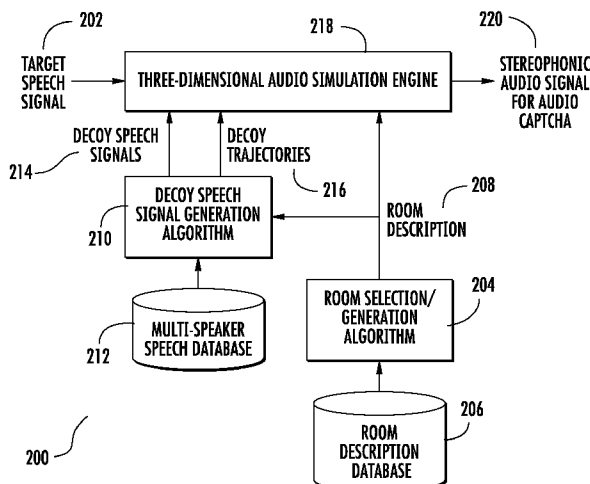 202
TARGET
SPEECH
SIGNAL
218
THREE-DIMENSIONAL AUDIO SIMULATION ENGINE
220
STEREOPHONIC
AUDIO SIGNAL
FOR AUDIO
CAPTCHA
DECOY SPEECH
SIGNALS
214
DECOY
TRAJECTORIES
216
DECOY SPEECH
SIGNAL GENERATION
ALGORITHM
210
208
ROOM
DESCRIPTION
ROOM SELECTION/
GENERATION
ALGORITHM
204
MULTI-SPEAKER
SPEECH DATABASE
212
ROOM
DESCRIPTION
DATABASE
206
200